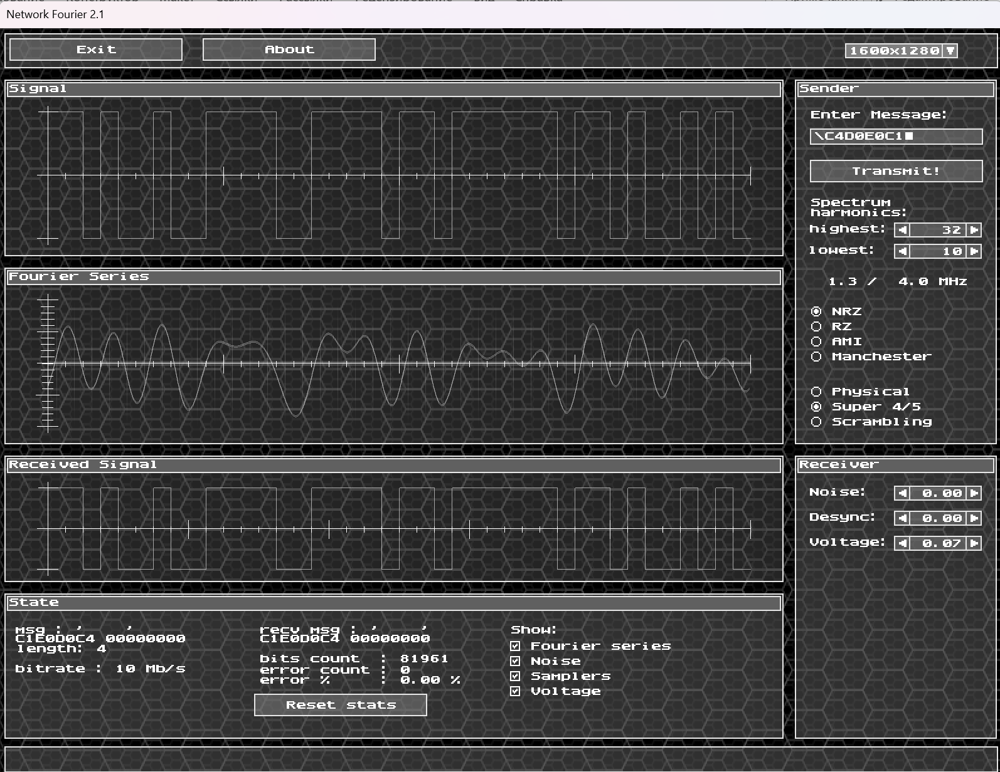 Network Fourier 2.1
Exit
About
1600x1280
Signal
Fourier Series
Received Signal
State
msg : ,    ,
C1E0D0C4 00000000
length: 4
bitrate : 10 Mb/s
recv msg : ,    ,
C1E0D0C4 00000000
bits count : 81961
error count : 0
error % : 0.00 %
Reset stats
Show:
Fourier series
Noise
Samplers
Voltage
Sender
Enter Message:
\C4D0E0C1
Transmit!
Spectrum
harmonics:
highest: 32
lowest: 10
1.3 / 4.0 MHz
NRZ
RZ
AMI
Manchester
Physical
Super 4/5
Scrambling
Receiver
Noise: 0.00
Desync: 0.00
Voltage: 0.07